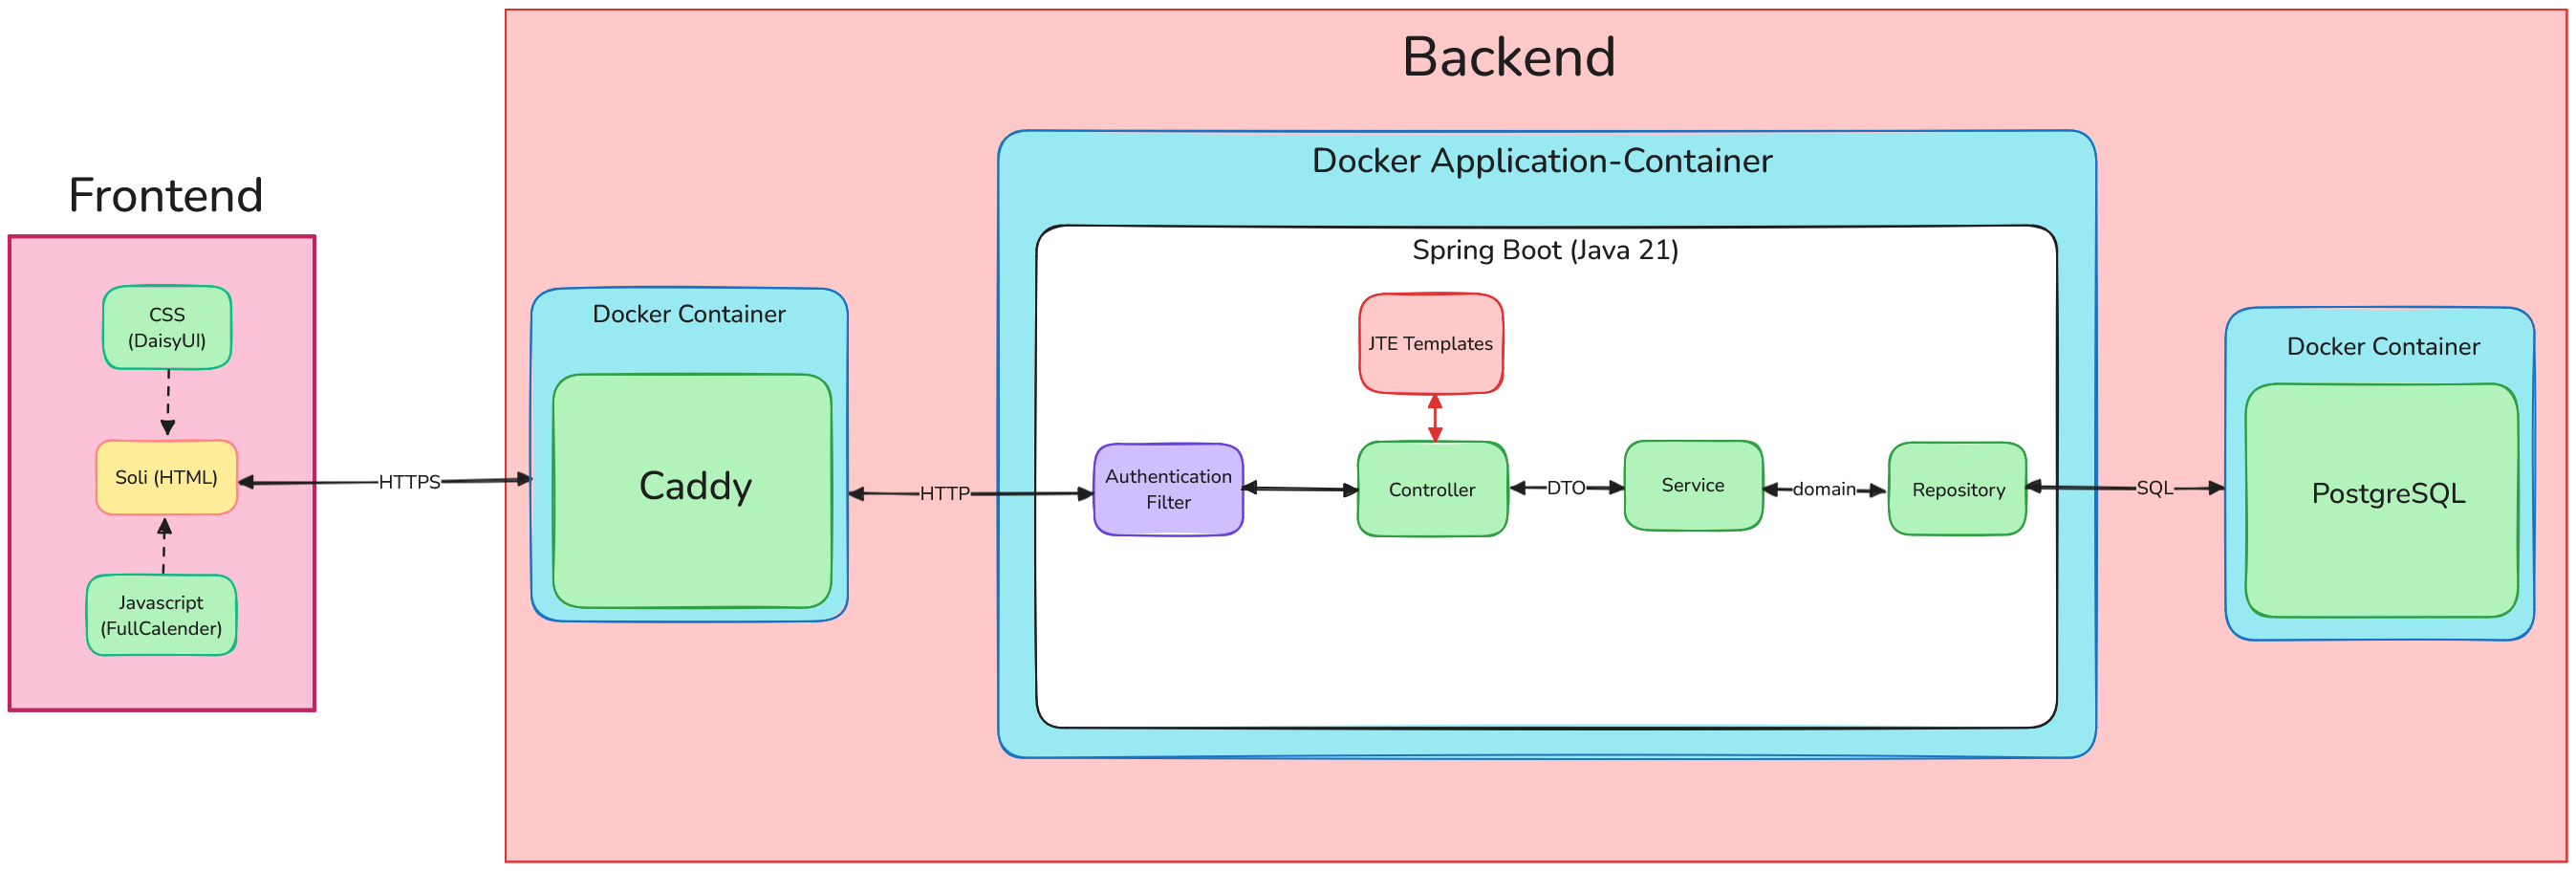 Backend
Frontend
CSS
(DaisyUI)
Soli (HTML)
Javascript
(FullCalender)
HTTPS
Docker Container
Caddy
HTTP
Docker Application-Container
Spring Boot (Java 21)
JTE Templates
Authentication
Filter
Controller
DTO
Service
domain
Repository
SQL
Docker Container
PostgreSQL